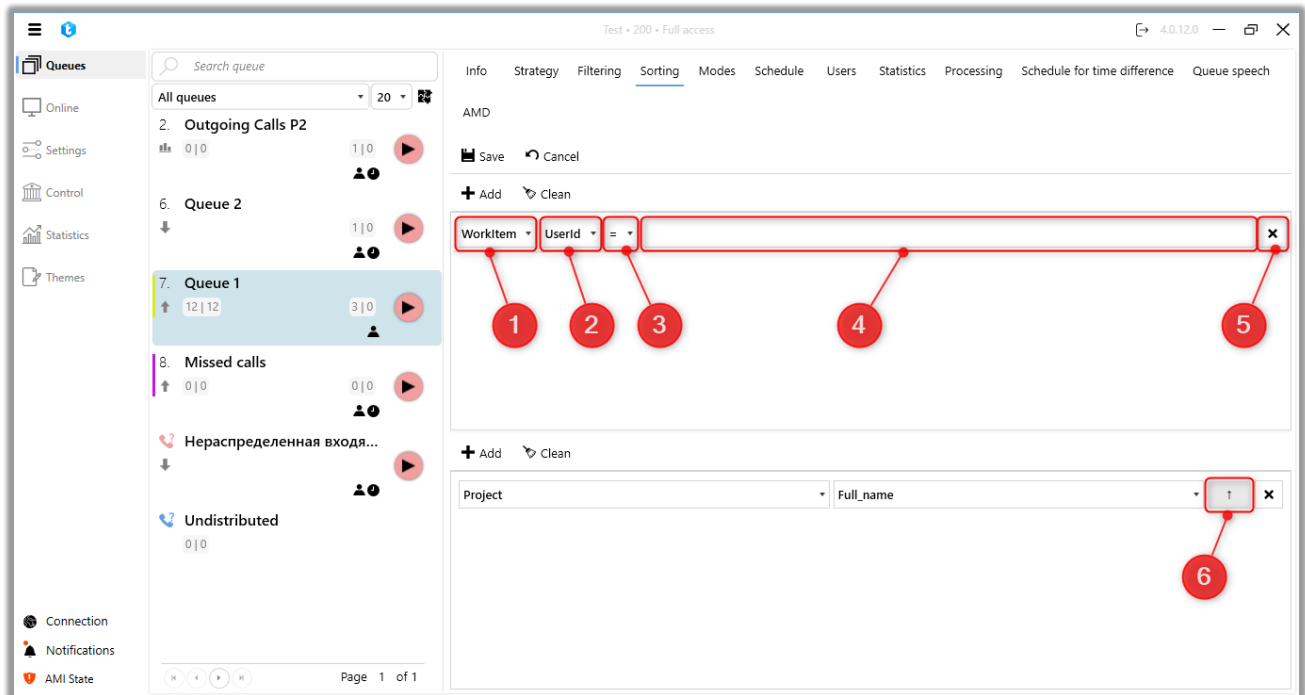 Test • 200 • Full access
4.0.12.0
Queues
Online
Settings
Control
Statistics
Themes
Connection
Notifications
AMI State
Search queue
All queues 20
2. Outgoing Calls P2
0|0 1|0
6. Queue 2
1|0
7. Queue 1
12|12 3|0
8. Missed calls
0|0 0|0
Нераспределенная входя...
Undistributed
0|0
Page 1 of 1
Info Strategy Filtering Sorting Modes Schedule Users Statistics Processing Schedule for time difference Queue speech
AMD
Save Cancel
Add Clean
WorkItem UserId =
1 2 3 4 5
Add Clean
Project Full_name ↑
6